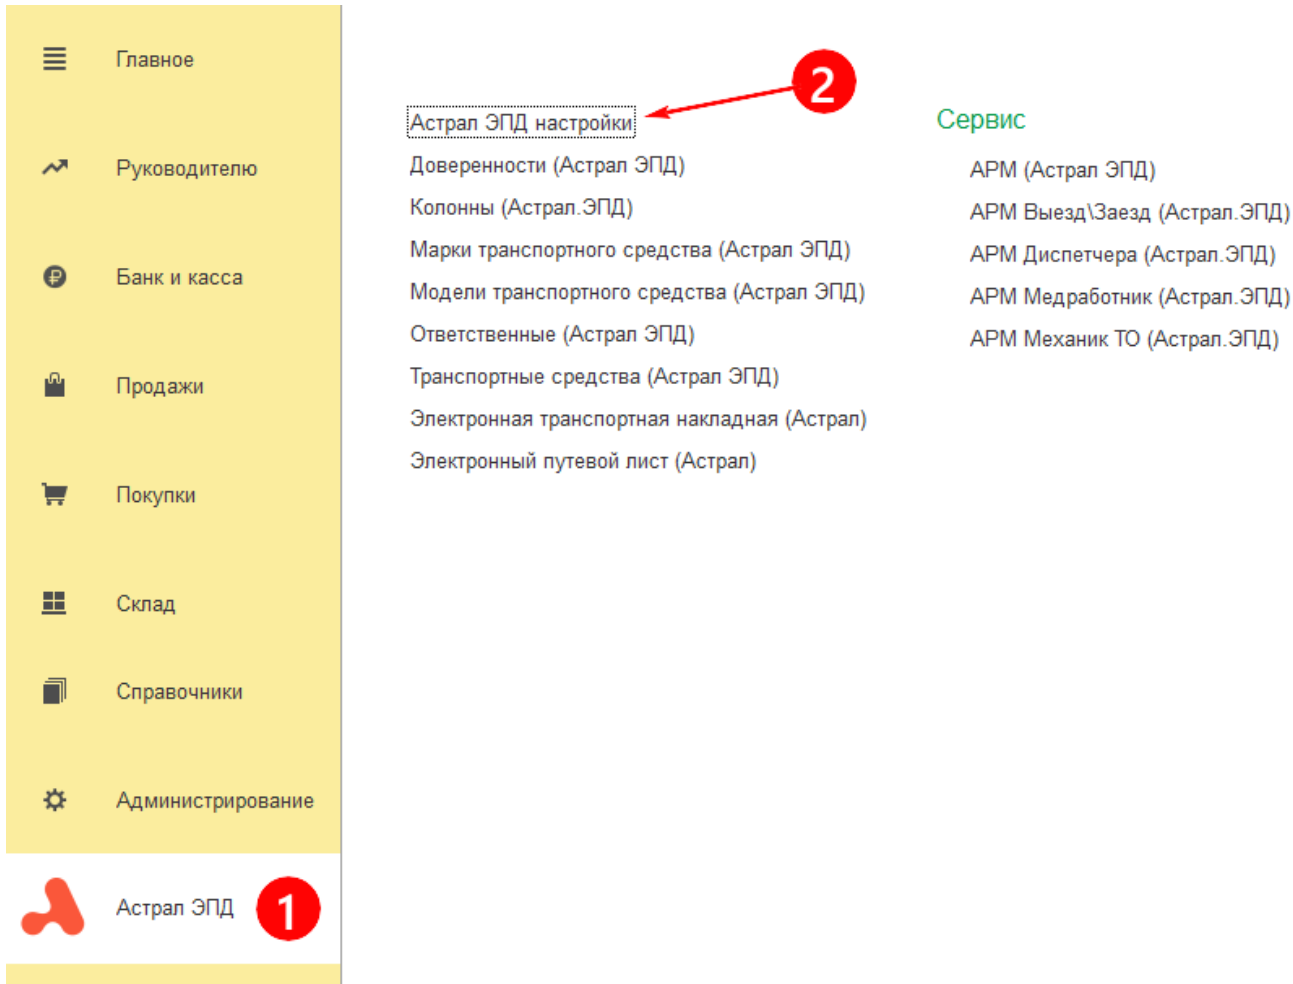 Главное
Руководителю
Банк и касса
Продажи
Покупки
Склад
Справочники
Администрирование
Астрал ЭПД
1
2
Астрал ЭПД настройки
Доверенности (Астрал ЭПД)
Колонны (Астрал.ЭПД)
Марки транспортного средства (Астрал ЭПД)
Модели транспортного средства (Астрал ЭПД)
Ответственные (Астрал ЭПД)
Транспортные средства (Астрал ЭПД)
Электронная транспортная накладная (Астрал)
Электронный путевой лист (Астрал)
Сервис
АРМ (Астрал ЭПД)
АРМ Выезд\Заезд (Астрал.ЭПД)
АРМ Диспетчера (Астрал.ЭПД)
АРМ Медработник (Астрал.ЭПД)
АРМ Механик ТО (Астрал.ЭПД)